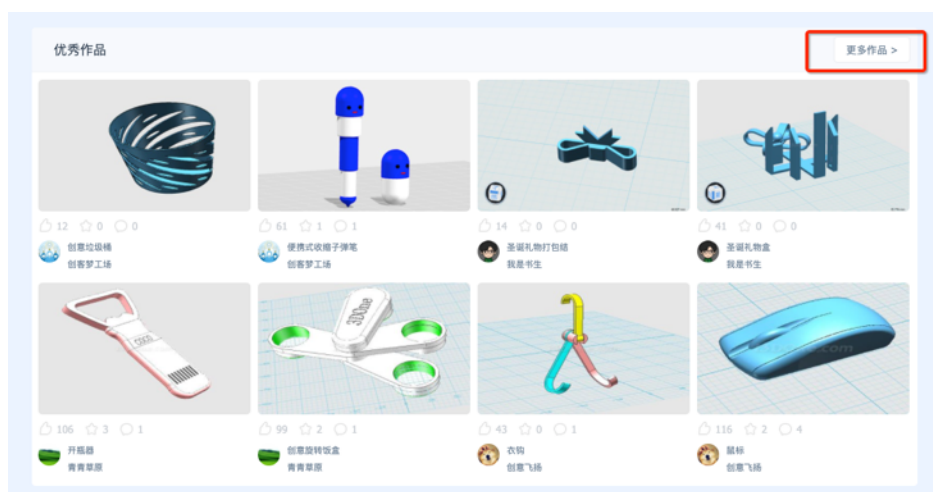 优秀作品
更多作品 >
12 0 0
61 1 1
14 0 0
41 0 0
创意垃圾桶
便携式收缩子弹笔
圣诞礼物打包结
圣诞礼物盒
创客梦工场
创客梦工场
我是书生
我是书生
3DOne
106 3 1
99 2 1
43 0 1
116 2 4
开瓶器
创意旋转饭盒
衣钩
鼠标
青青草原
青青草原
创意飞扬
创意飞扬